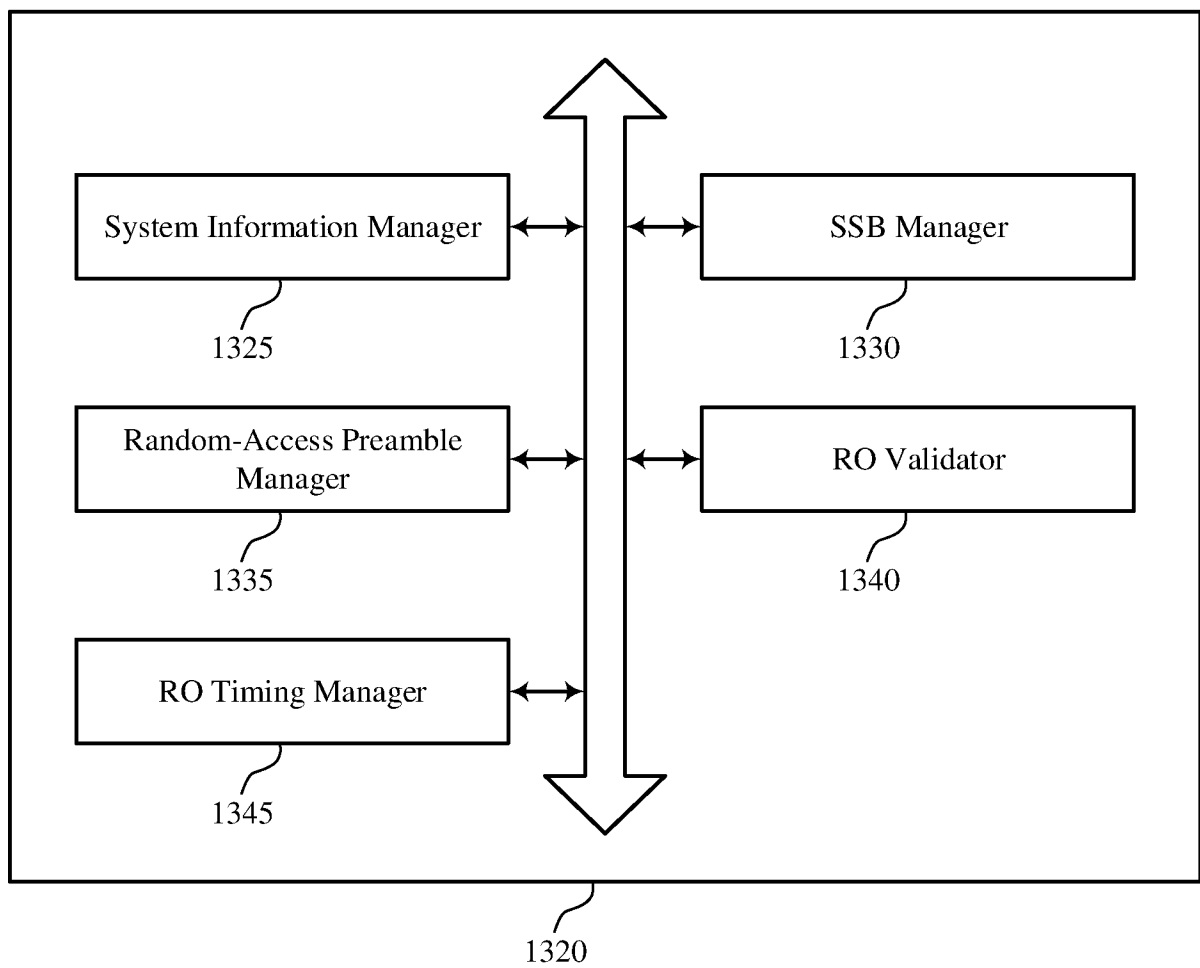 System Information Manager
1325
SSB Manager
1330
Random-Access Preamble
Manager
1335
RO Validator
1340
RO Timing Manager
1345
1320